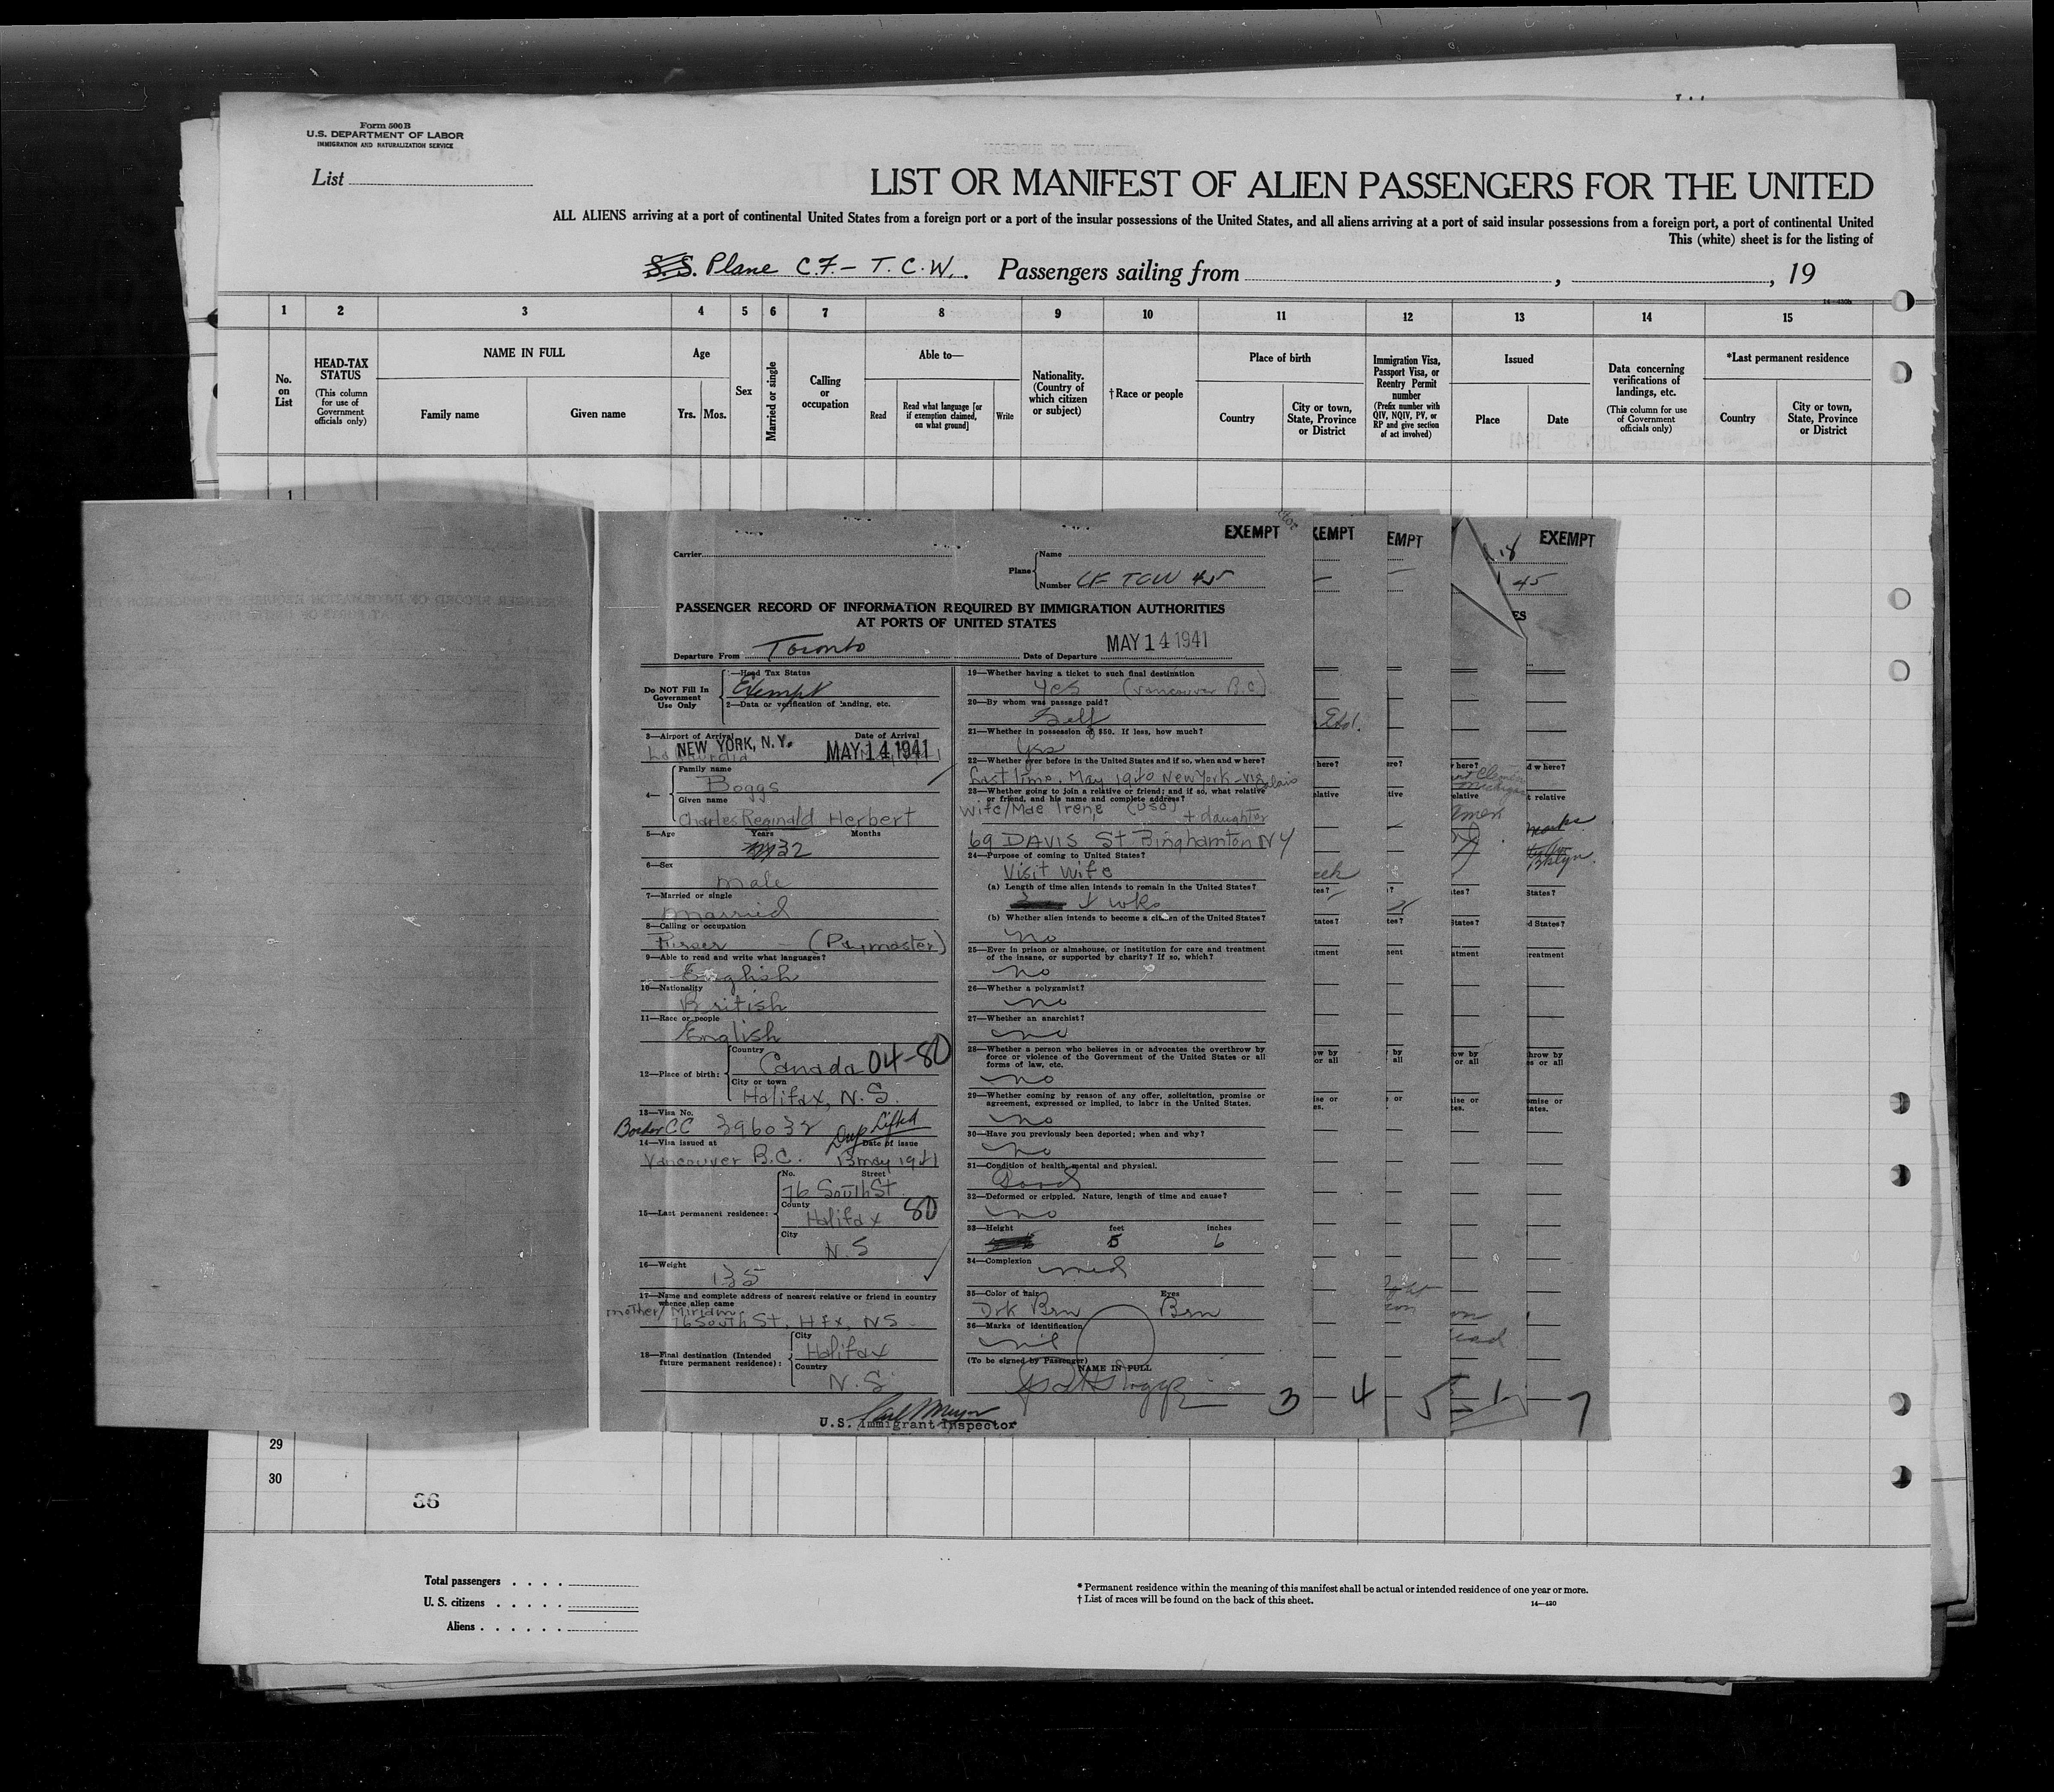 Form 500B
U.S. DEPARTMENT OF LABOR
IMMIGRATION AND NATURALIZATION SERVICE
List
LIST OR MANIFEST OF ALIEN PASSENGERS FOR THE UNITED
ALL ALIENS arriving at a port of continental United States from a foreign port or a port of the insular possessions of the United States, and all aliens arriving at a port of said insular possessions from a foreign port, a port of continental United
This (white) sheet is for the listing of
S.S. Plane C.F.- T.C.W. Passengers sailing from , , 19
1 2 3 4 5 6 7 8 9 10 11 12 13 14 15
No. on List
HEAD-TAX STATUS
(This column for use of Government officials only)
NAME IN FULL
Family name
Given name
Age
Yrs. Mos.
Sex
Married or single
Calling or occupation
Able to—
Read
Read what language [or if exemption claimed, on what ground]
Write
Nationality. (Country of which citizen or subject)
†Race or people
Place of birth
Country
City or town, State, Province or District
Immigration Visa, Passport Visa, or Reentry Permit number
(Prefix number with QIV, NQIV, PV, or RP and give section of act involved)
Issued
Place
Date
Data concerning verifications of landings, etc.
(This column for use of Government officials only)
*Last permanent residence
Country
City or town, State, Province or District
1
EXEMPT
Carrier
Plane Name
Number CF TCW 45
PASSENGER RECORD OF INFORMATION REQUIRED BY IMMIGRATION AUTHORITIES
AT PORTS OF UNITED STATES
Departure From Toronto Date of Departure MAY 14 1941
Do NOT Fill In Government Use Only
1—Head Tax Status
Exempt
2—Data or verification of landing, etc.
3—Airport of Arrival Date of Arrival
NEW YORK, N.Y. MAY 14 1941
4— Family name
Boggs
Given name
Charles Reginald Herbert
5—Age Years Months
32
6—Sex
male
7—Married or single
married
8—Calling or occupation
Purser (Paymaster)
9—Able to read and write what languages?
English
10—Nationality
British
11—Race or people
English
12—Place of birth: Country
Canada 04-80
City or town
Halifax, N.S.
13—Visa No.
Border CC 396032 Lifted
14—Visa issued at Date of issue
Vancouver B.C. 13 may 1941
15—Last permanent residence: No. Street
76 South St
County
Halifax 80
City
N.S
16—Weight
135
17—Name and complete address of nearest relative or friend in country whence alien came
mother/ Miriam
76 South St, Hfx, NS
18—Final destination (Intended future permanent residence): City
Halifax
Country
N.S.
U.S. Immigrant Inspector
19—Whether having a ticket to such final destination
Yes (Vancouver B.C.)
20—By whom was passage paid?
Self
21—Whether in possession of $50. If less, how much?
Yes
22—Whether ever before in the United States and if so, when and where?
Last time, May 1940 New York
23—Whether going to join a relative or friend; and if so, what relative or friend, and his name and complete address?
Wife/Mae Irene (USC) + daughter
69 DAVIS St Binghamton NY
24—Purpose of coming to United States?
Visit wife
(a) Length of time alien intends to remain in the United States?
wks
(b) Whether alien intends to become a citizen of the United States?
no
25—Ever in prison or almshouse, or institution for care and treatment of the insane, or supported by charity? If so, which?
no
26—Whether a polygamist?
no
27—Whether an anarchist?
no
28—Whether a person who believes in or advocates the overthrow by force or violence of the Government of the United States or all forms of law, etc.
no
29—Whether coming by reason of any offer, solicitation, promise or agreement, expressed or implied, to labor in the United States.
no
30—Have you previously been deported; when and why?
no
31—Condition of health, mental and physical.
Good
32—Deformed or crippled. Nature, length of time and cause?
no
33—Height feet inches
5 6
34—Complexion
med
35—Color of hair Eyes
Drk Brn Brn
36—Marks of identification
nil
(To be signed by Passenger)
NAME IN FULL
3 4 5 7
EXEMPT
45
29
30
36
Total passengers
U. S. citizens
Aliens
* Permanent residence within the meaning of this manifest shall be actual or intended residence of one year or more.
† List of races will be found on the back of this sheet.
14—420